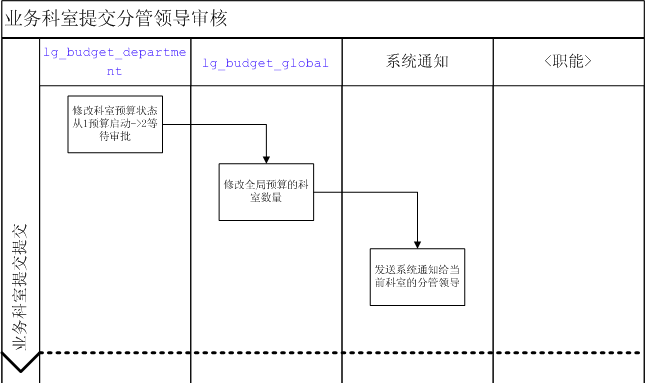 业务科室提交分管领导审核
lg_budget_departme
nt
lg_budget_global
系统通知
<职能>
修改科室预算状态
从1预算启动->2等
待审批
修改全局预算的科
室数量
发送系统通知给当
前科室的分管领导
业务科室提交提交